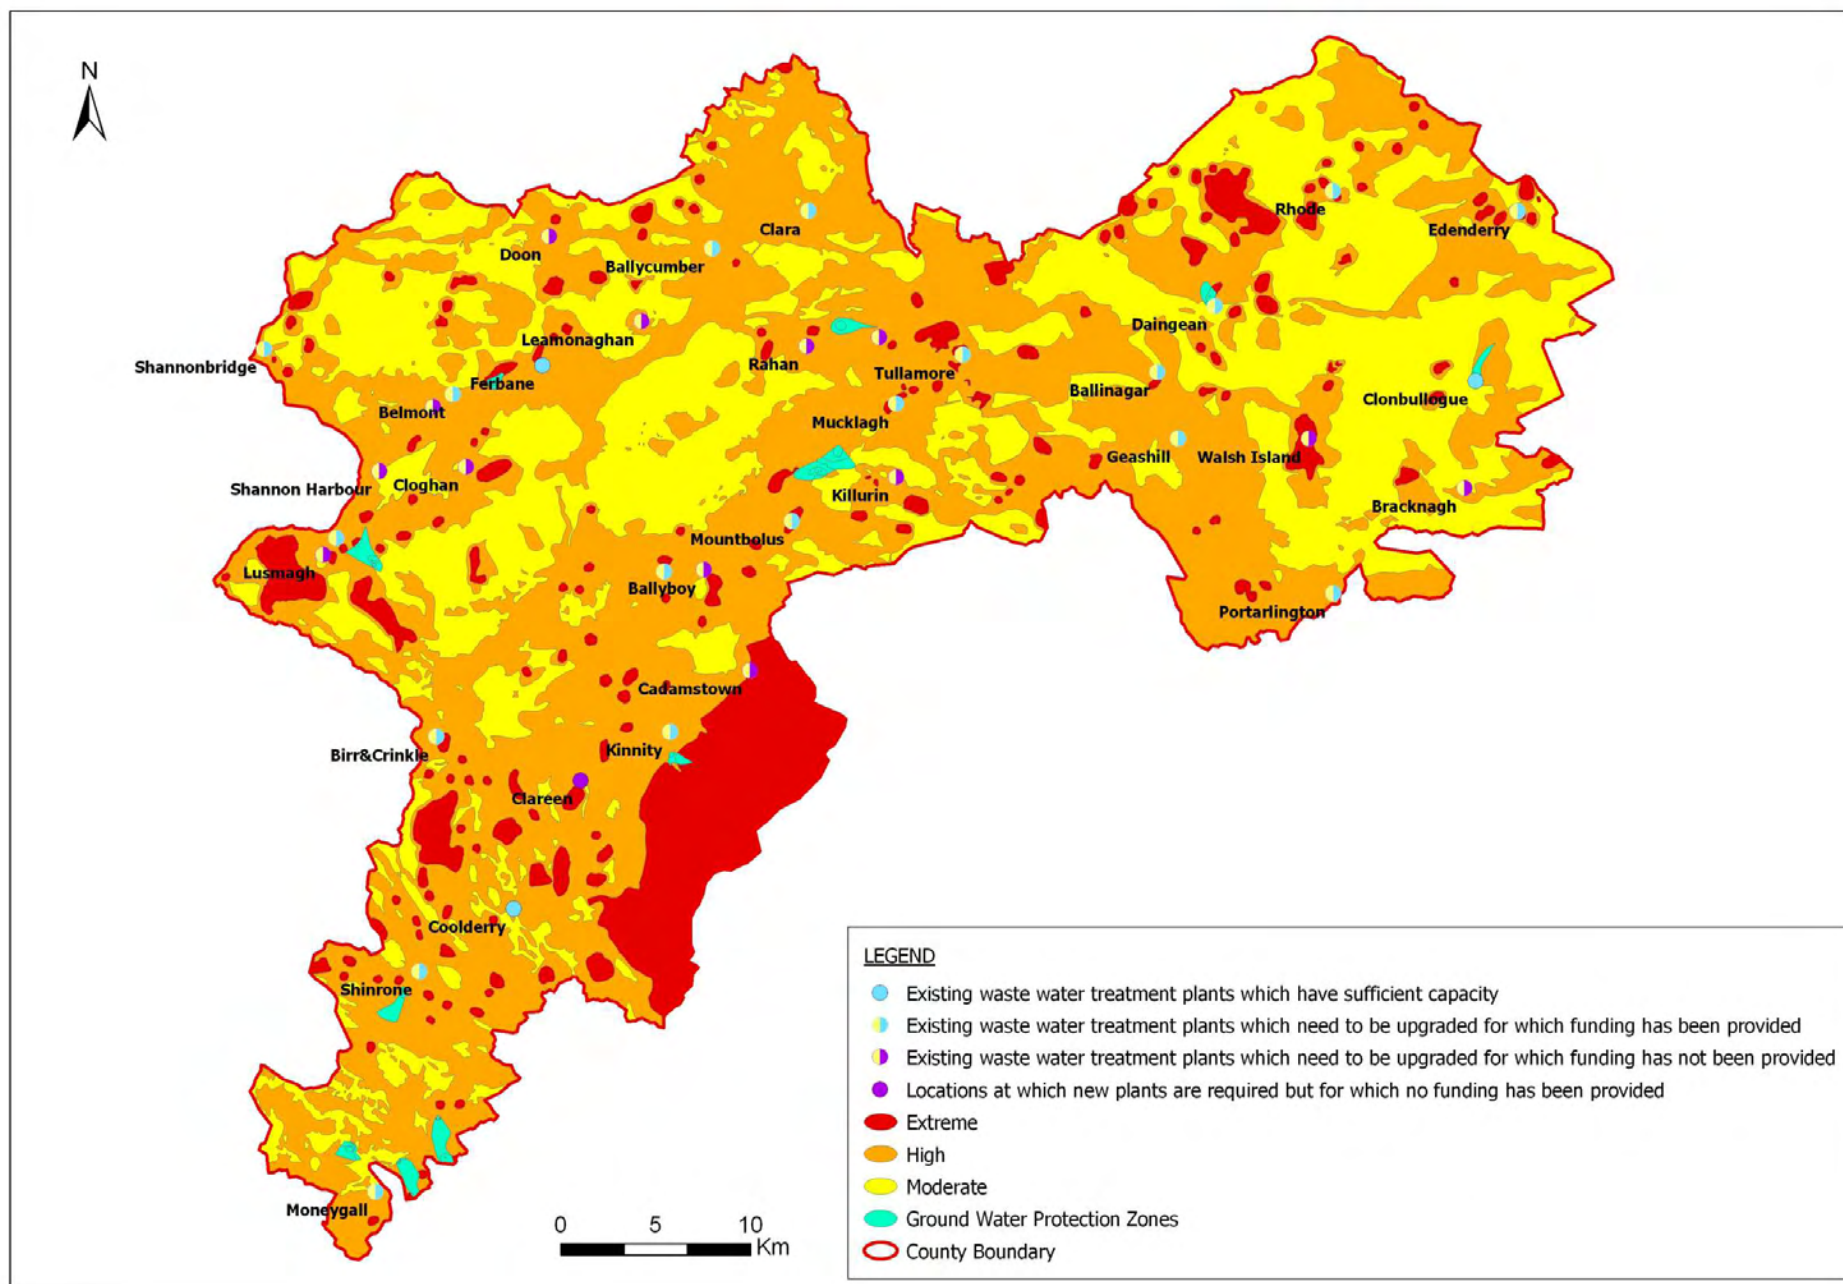 N
Clara
Rhode
Edenderry
Doon
Ballycumber
Daingean
Leamonaghan
Shannonbridge
Rahan
Tullamore
Ferbane
Ballinagar
Clonbullogue
Belmont
Mucklagh
Geashill
Walsh Island
Shannon Harbour
Cloghan
Killurin
Bracknagh
Mountbolus
Lusmagh
Ballyboy
Portarlington
Cadamstown
Birr&Crinkle
Kinnity
Clareen
Coolderry
Shinrone
Moneygall
0 5 10
Km
LEGEND
Existing waste water treatment plants which have sufficient capacity
Existing waste water treatment plants which need to be upgraded for which funding has been provided
Existing waste water treatment plants which need to be upgraded for which funding has not been provided
Locations at which new plants are required but for which no funding has been provided
Extreme
High
Moderate
Ground Water Protection Zones
County Boundary